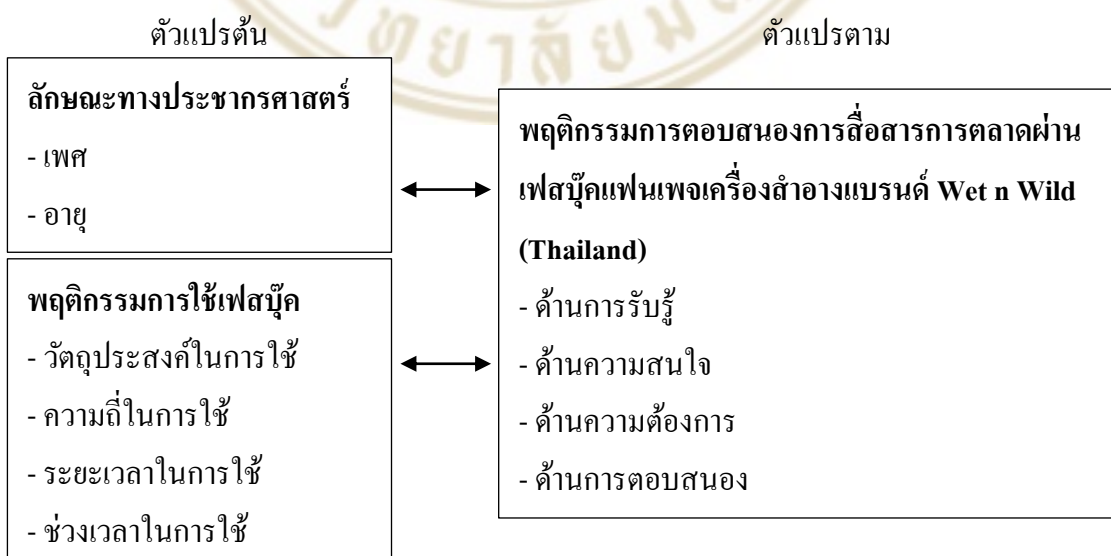 ตัวแปรต้น
ตัวแปรตาม
ลักษณะทางประชากรศาสตร์
- เพศ
- อายุ
พฤติกรรมการใช้เฟสบุ๊ค
- วัตถุประสงค์ในการใช้
- ความถี่ในการใช้
- ระยะเวลาในการใช้
- ช่วงเวลาในการใช้
พฤติกรรมการตอบสนองการสื่อสารการตลาดผ่าน
เฟสบุ๊คแฟนเพจเครื่องสำอางแบรนด์ Wet n Wild
(Thailand)
- ด้านการรับรู้
- ด้านความสนใจ
- ด้านความต้องการ
- ด้านการตอบสนอง